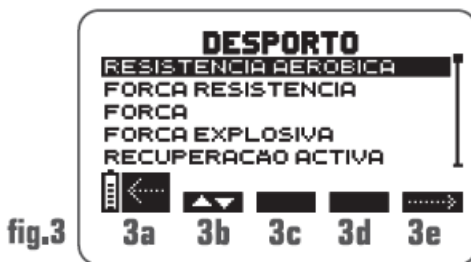 DESPORTO
RESISTENCIA AEROBICA
FORCA RESISTENCIA
FORCA
FORCA EXPLOSIVA
RECUPERACAO ACTIVA
fig.3 3a 3b 3c 3d 3e